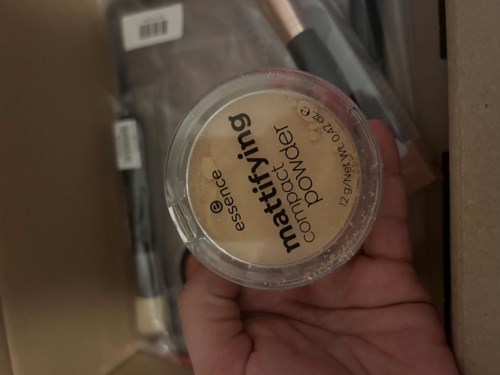 essence
mattifying
compact
powder
12 g/Net WT. 0.42 oz. e